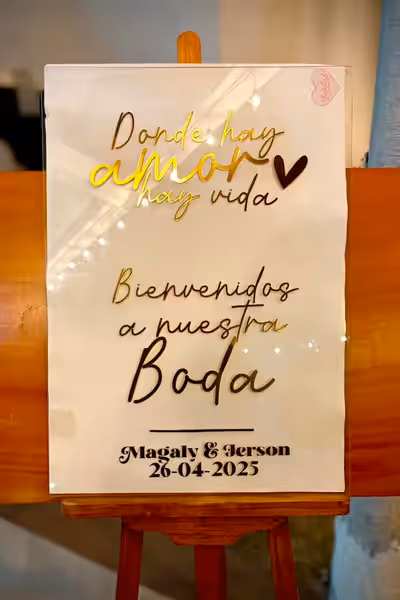 Donde hay
amor
hay vida
Bienvenidos
a nuestra
Boda
Magaly & Jerson
26-04-2025